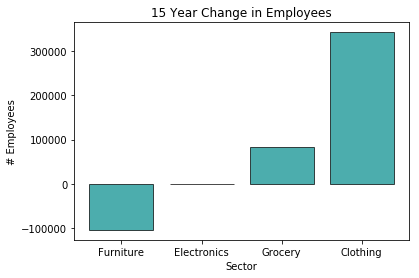 15 Year Change in Employees
# Employees
300000
200000
100000
0
−100000
Furniture Electronics Grocery Clothing
Sector